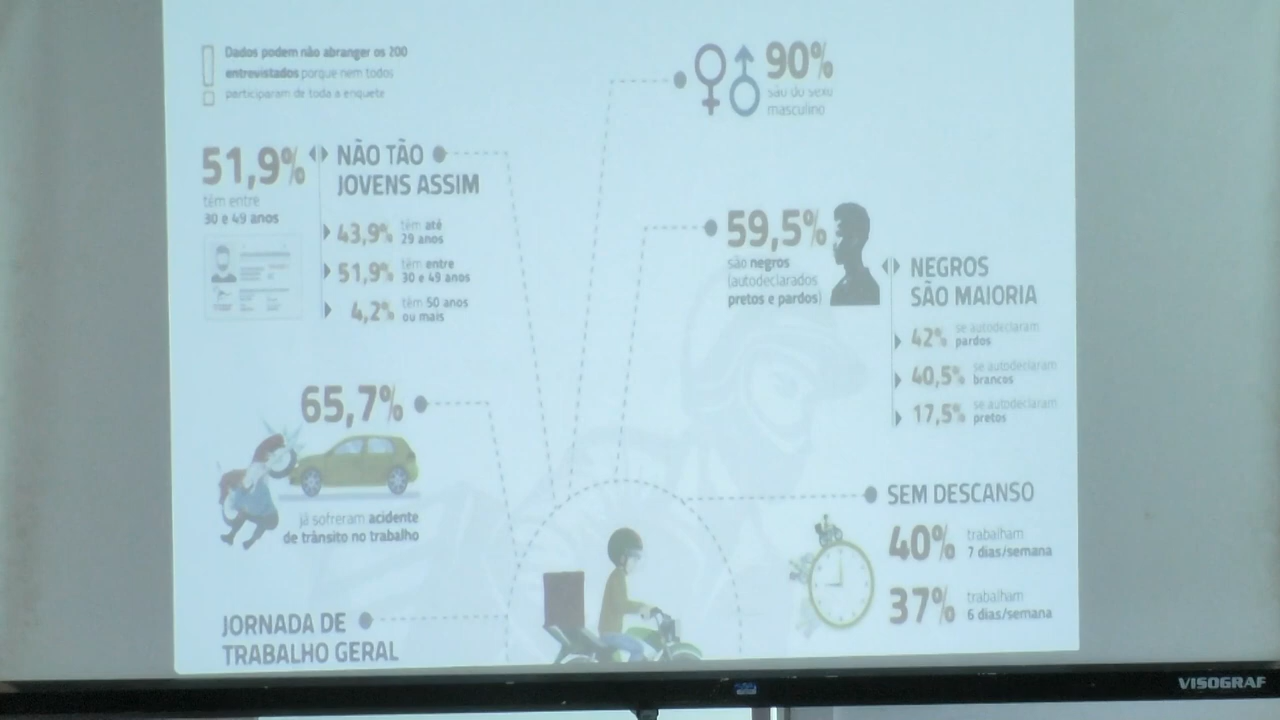 Dados podem não abranger os 200
entrevistados porque nem todos
participaram de toda a enquete
90%
são do sexo
masculino
51,9%
têm entre
30 e 49 anos
NÃO TÃO
JOVENS ASSIM
43,9% têm até
29 anos
51,9% têm entre
30 e 49 anos
4,2% têm 50 anos
ou mais
59,5%
são negros
(autodeclarados
pretos e pardos)
NEGROS
SÃO MAIORIA
42% se autodeclaram
pardos
40,5% se autodeclaram
brancos
17,5% se autodeclaram
pretos
65,7%
já sofreram acidente
de trânsito no trabalho
SEM DESCANSO
40% trabalham
7 dias/semana
37% trabalham
6 dias/semana
JORNADA DE
TRABALHO GERAL
VISOGRAF